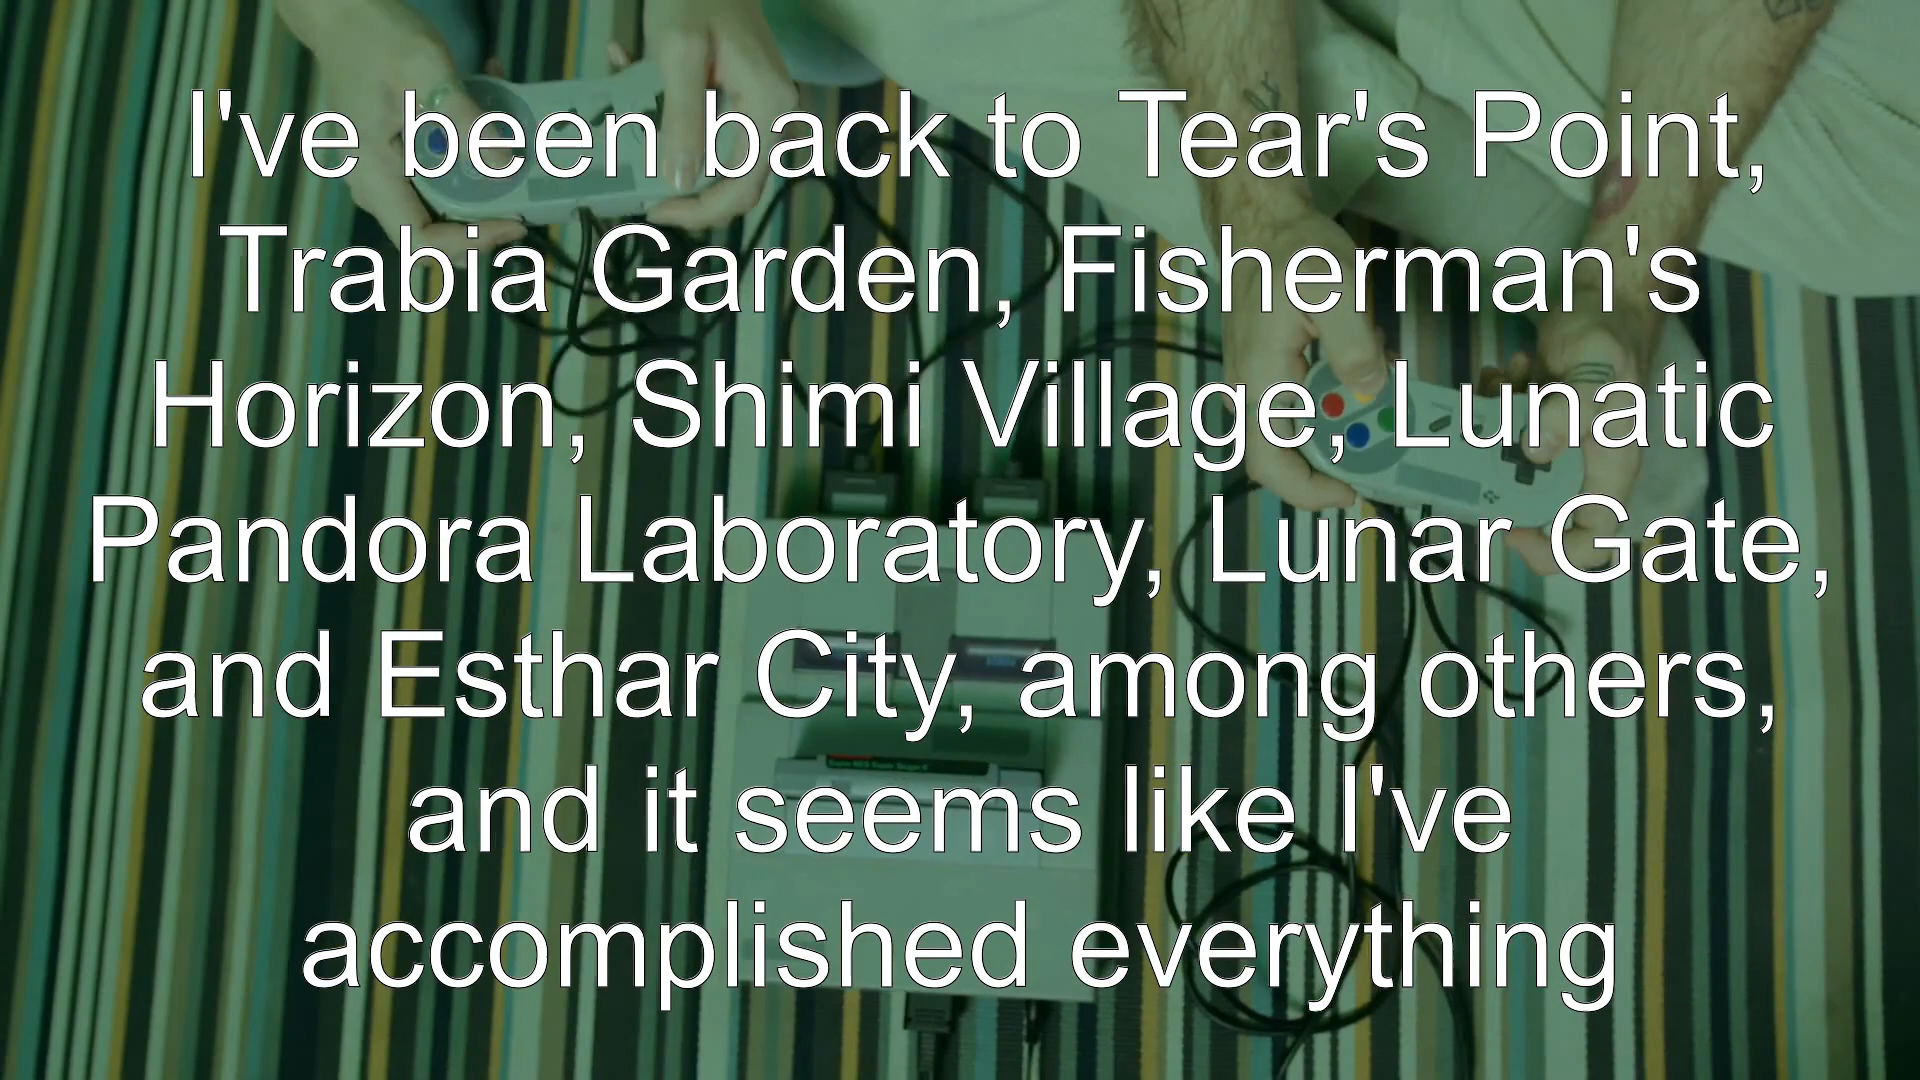 I've been back to Tear's Point,
Trabia Garden, Fisherman's
Horizon, Shimi Village, Lunatic
Pandora Laboratory, Lunar Gate,
and Esthar City, among others,
and it seems like I've
accomplished everything